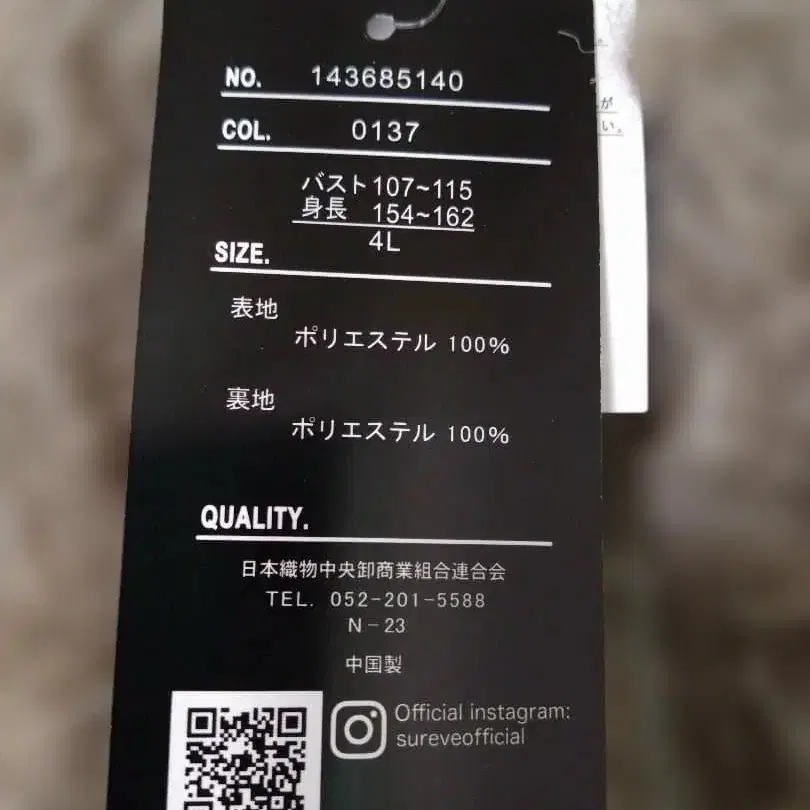 NO. 143685140
COL. 0137
バスト 107~115
身長 154~162
4L
SIZE.
表地
ポリエステル 100%
裏地
ポリエステル 100%
QUALITY.
日本織物中央卸商業組合連合会
TEL. 052-201-5588
N-23
中国製
Official instagram:
sureveofficial
が
い。